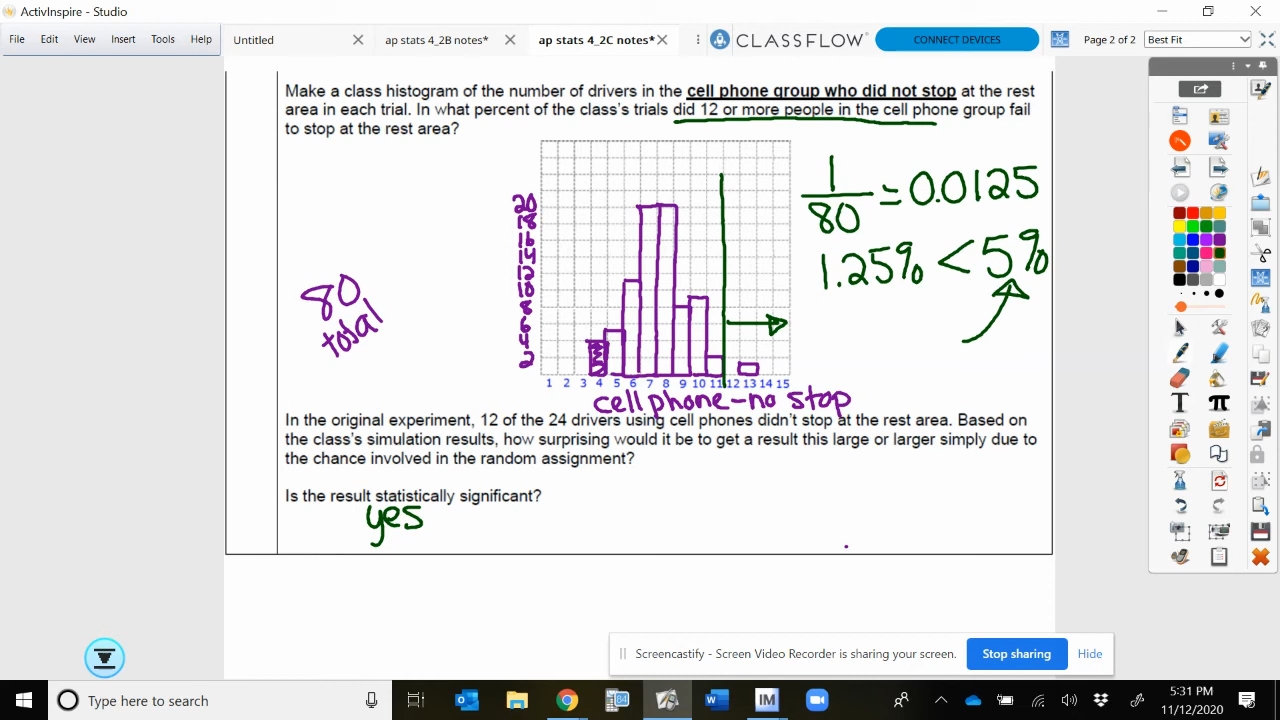 ActivInspire - Studio
File Edit View Insert Tools Help
Untitled
ap stats 4_2B notes*
ap stats 4_2C notes*
CLASSFLOW
CONNECT DEVICES
Page 2 of 2
Best Fit
Make a class histogram of the number of drivers in the cell phone group who did not stop at the rest
area in each trial. In what percent of the class's trials did 12 or more people in the cell phone group fail
to stop at the rest area?
1/80 = 0.0125
1.25% < 5%
80
total
20
18
16
8
6
2
1 2 3 4 5 6 7 8 9 10 11 12 13 14 15
cell phone-no stop
In the original experiment, 12 of the 24 drivers using cell phones didn't stop at the rest area. Based on
the class's simulation results, how surprising would it be to get a result this large or larger simply due to
the chance involved in the random assignment?
Is the result statistically significant?
yes
Screencastify - Screen Video Recorder is sharing your screen.
Stop sharing
Hide
Type here to search
5:31 PM
11/12/2020